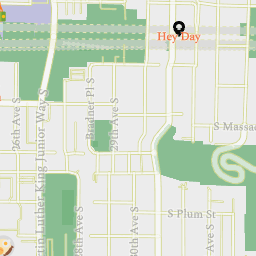 Hey Day
26th Ave S
Martin Luther King Junior Way S
Bradner Pl S
29th Ave S
S Massac
S Plum St
28th Ave S
30th Ave S